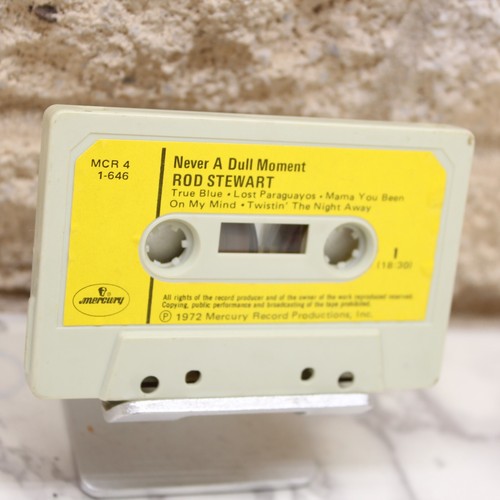 MCR 4
1-646
Never A Dull Moment
ROD STEWART
True Blue • Lost Paraguayos • Mama You Been
On My Mind • Twistin' The Night Away
I
(18:30)
mercury
All rights of the record producer and of the owner of the work reproduced reserved.
Copying, public performance and broadcasting of the tape prohibited.
Ⓟ 1972 Mercury Record Productions, Inc.